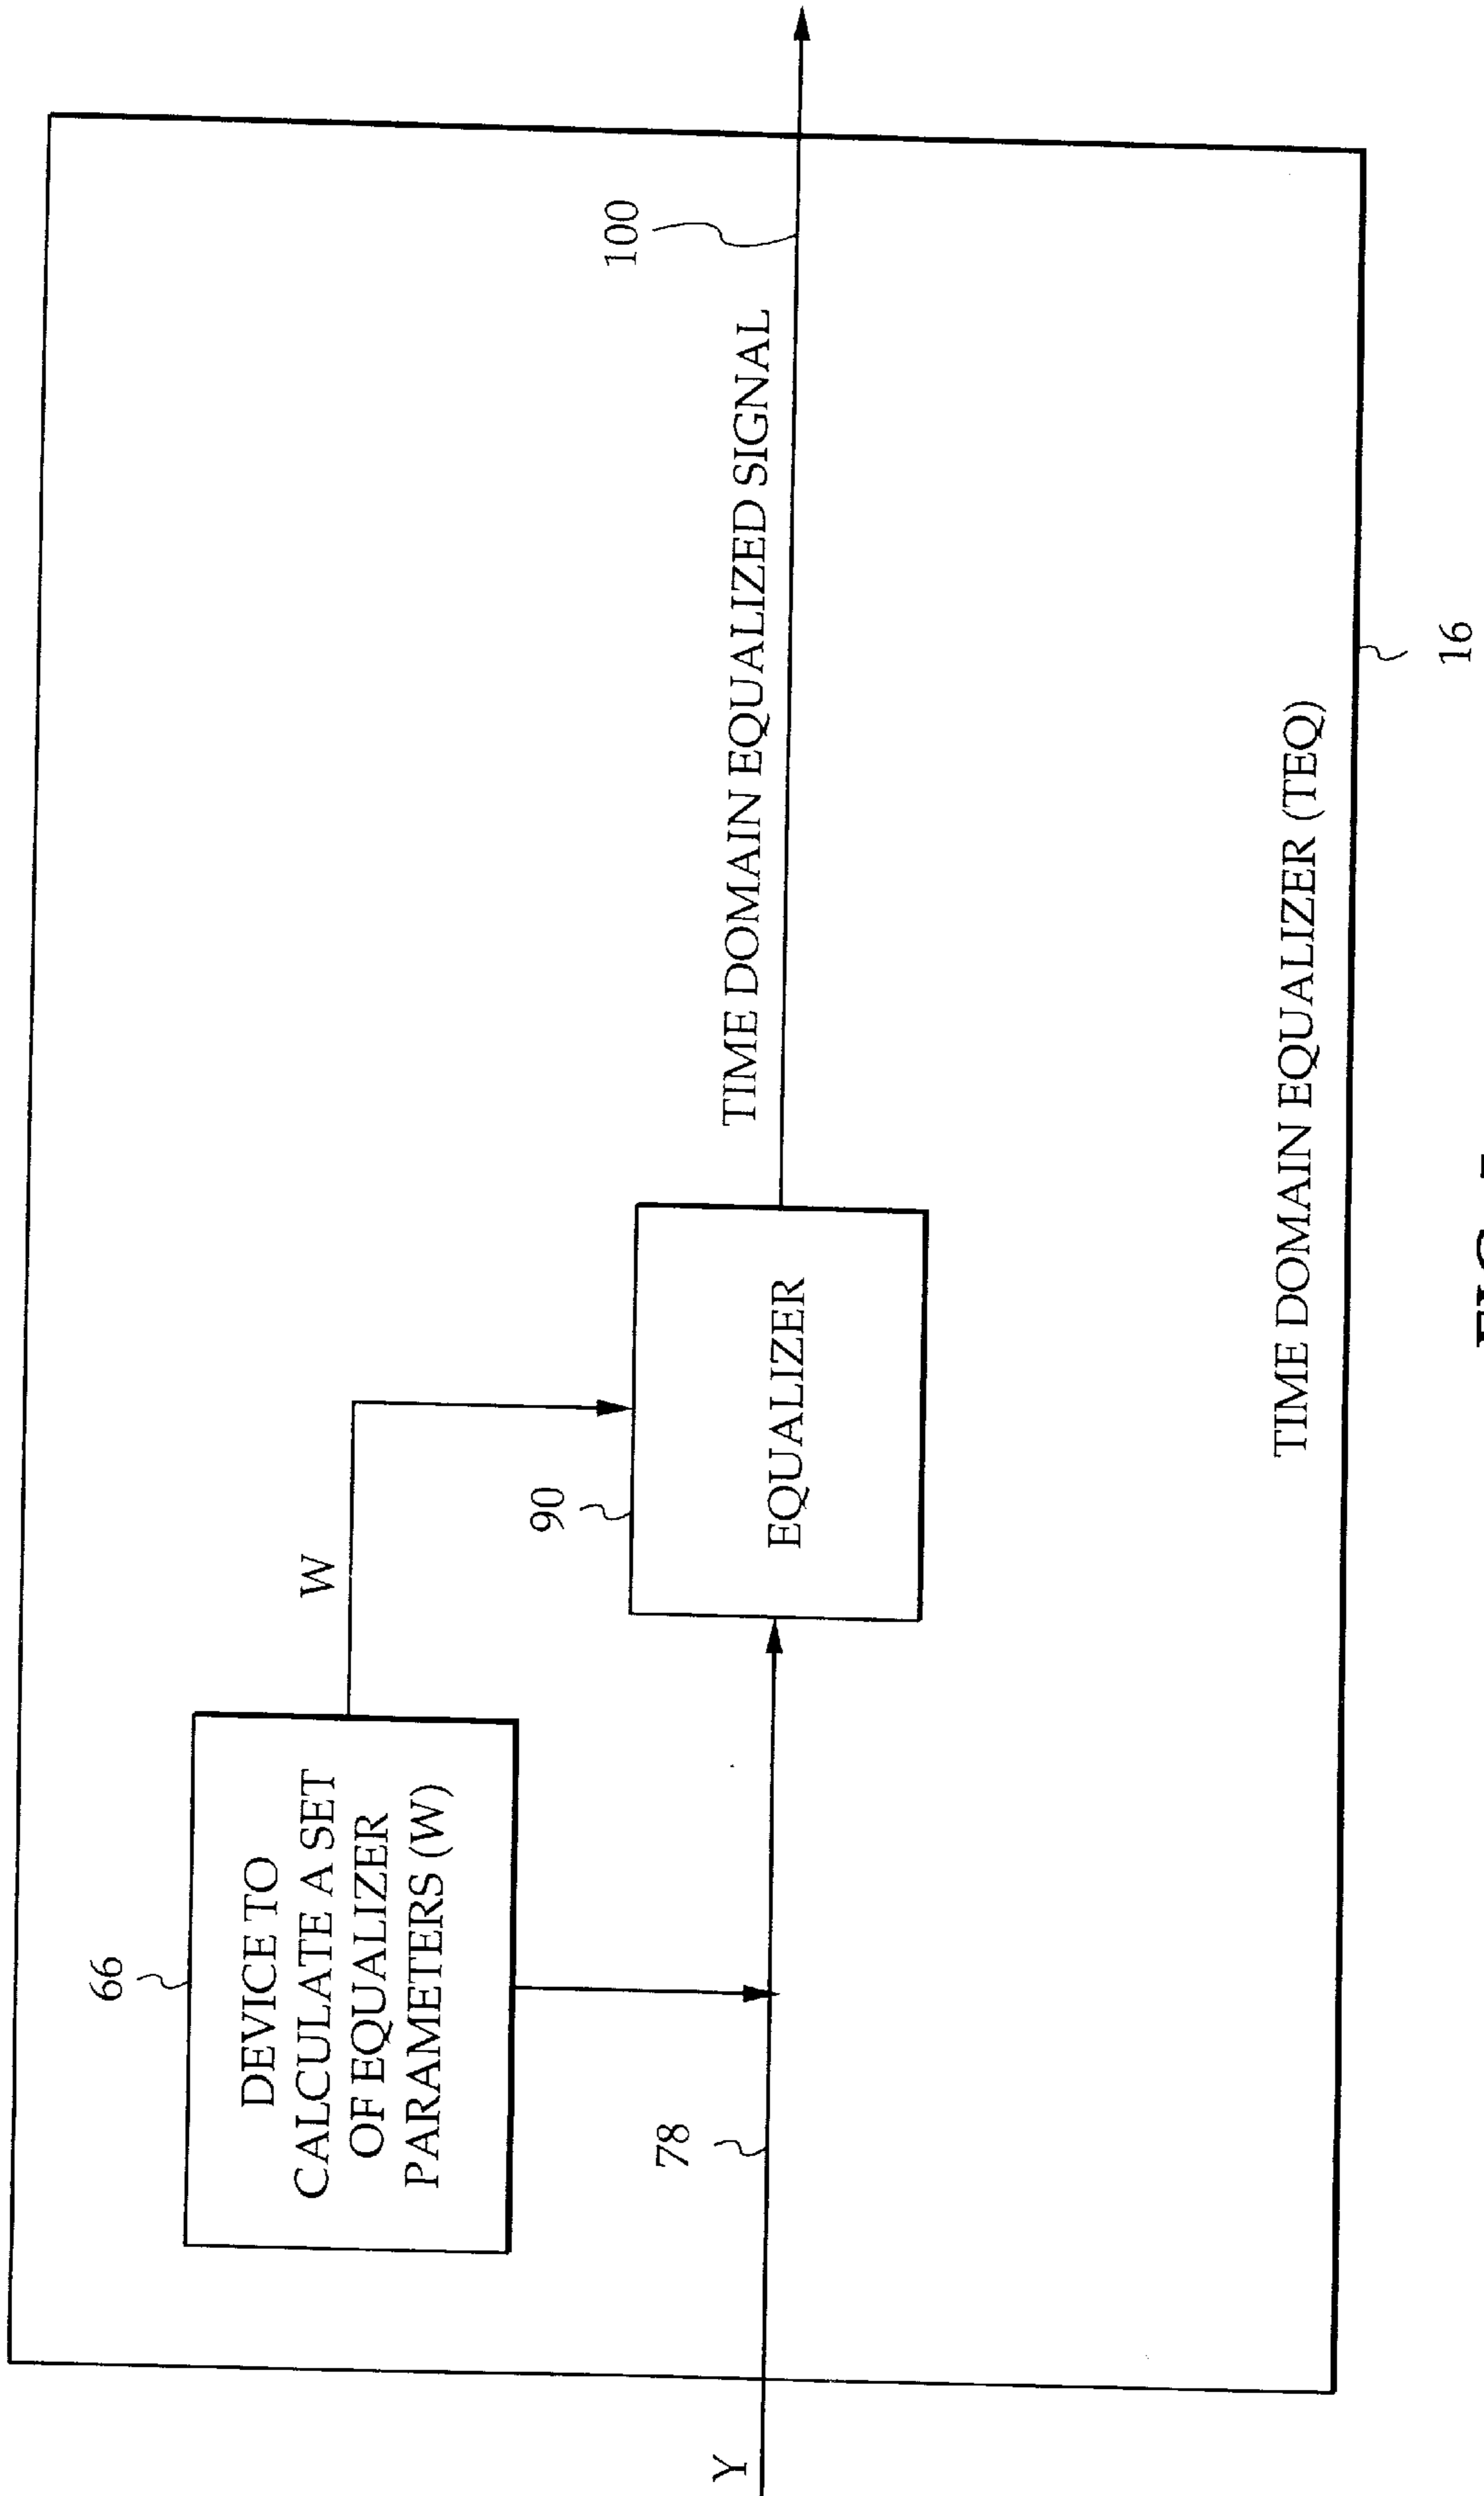 66
DEVICE TO
CALCULATE A SET
OF EQUALIZER
PARAMETERS (W)
W
90
EQUALIZER
100
TIME DOMAIN EQUALIZED SIGNAL
78
Y
TIME DOMAIN EQUALIZER (TEQ)
16